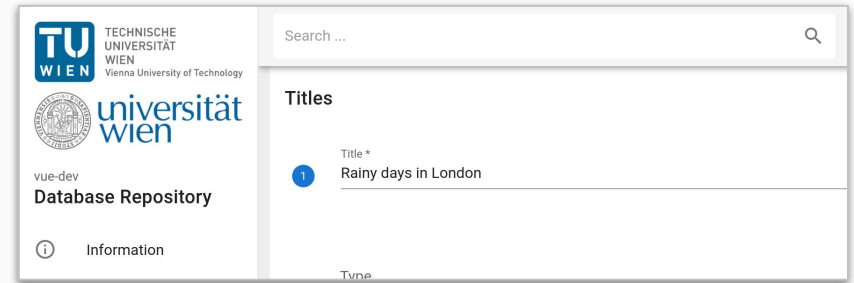 TU
WIEN
TECHNISCHE
UNIVERSITÄT
WIEN
Vienna University of Technology
universität
wien
vue-dev
Database Repository
Information
Search ...
Titles
1
Title *
Rainy days in London
Type